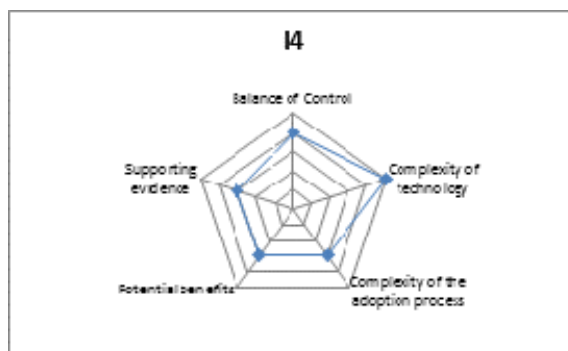 I4
Balance of Control
Supporting
evidence
Complexity of
technology
Potential benefits
Complexity of the
adoption process